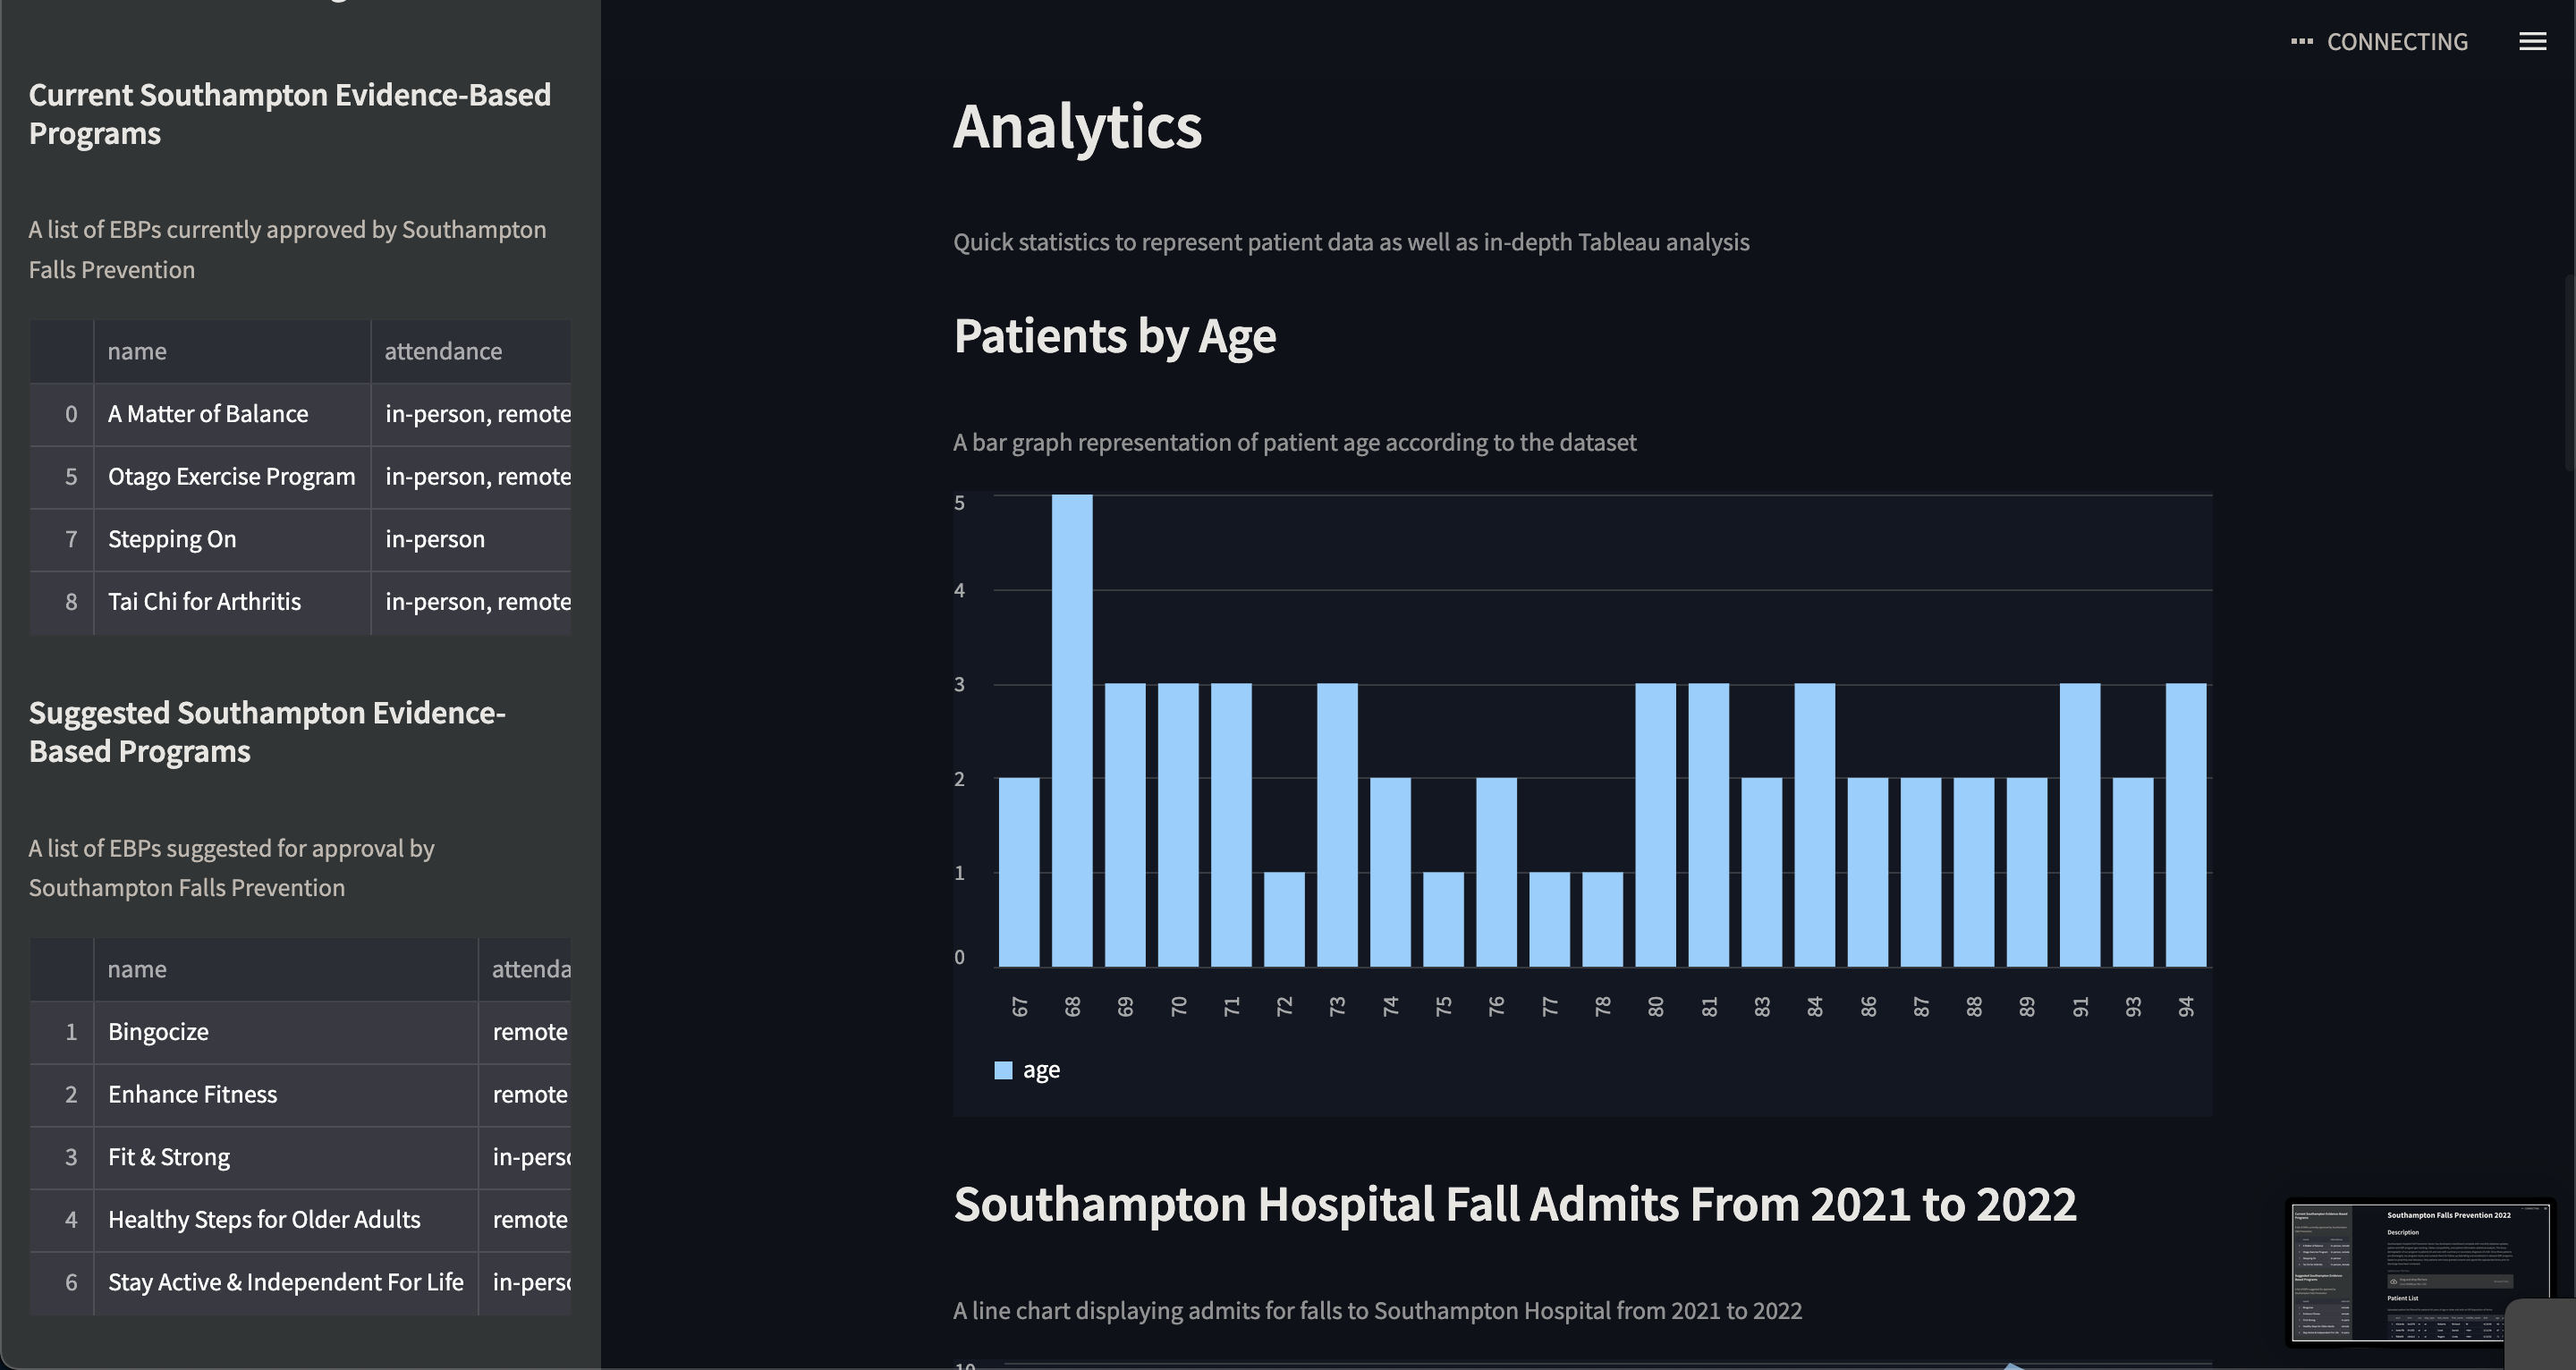 Current Southampton Evidence-Based
Programs
A list of EBPs currently approved by Southampton
Falls Prevention
name attendance
0 A Matter of Balance in-person, remote
5 Otago Exercise Program in-person, remote
7 Stepping On in-person
8 Tai Chi for Arthritis in-person, remote
Suggested Southampton Evidence-
Based Programs
A list of EBPs suggested for approval by
Southampton Falls Prevention
name attenda
1 Bingocize remote
2 Enhance Fitness remote
3 Fit & Strong in-pers
4 Healthy Steps for Older Adults remote
6 Stay Active & Independent For Life in-pers
CONNECTING
Analytics
Quick statistics to represent patient data as well as in-depth Tableau analysis
Patients by Age
A bar graph representation of patient age according to the dataset
5
4
3
2
1
0
67 68 69 70 71 72 73 74 75 76 77 78 80 81 83 84 86 87 88 89 91 93 94
age
Southampton Hospital Fall Admits From 2021 to 2022
A line chart displaying admits for falls to Southampton Hospital from 2021 to 2022
10
Southampton Falls Prevention 2022
Description
Patient List